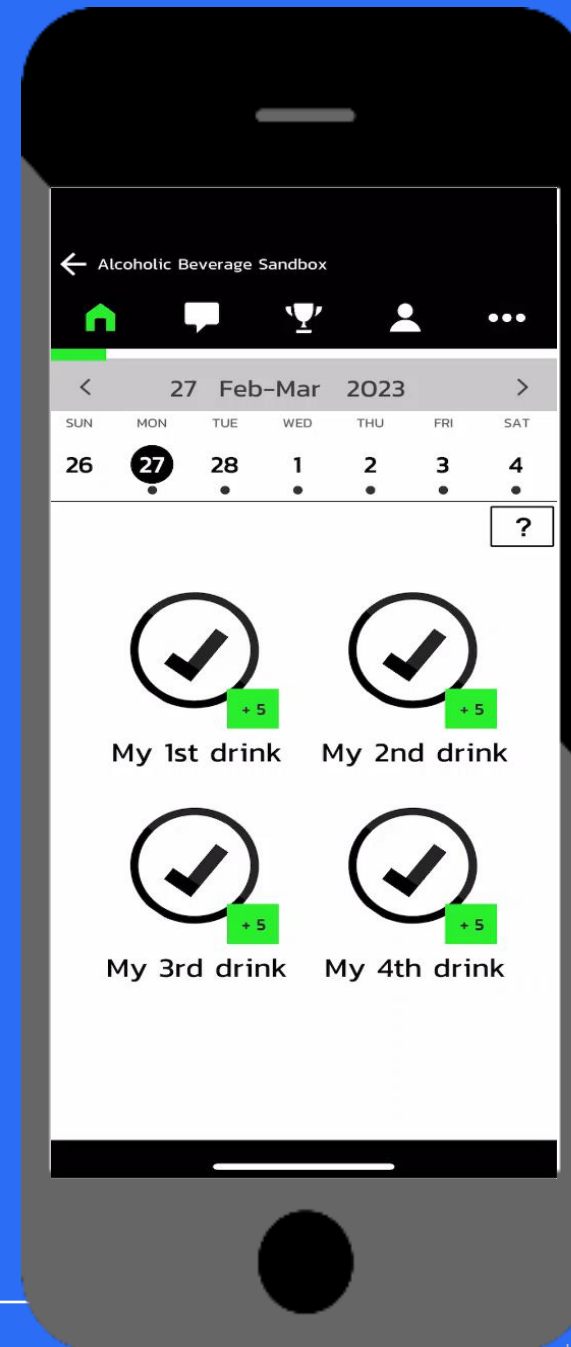 Alcoholic Beverage Sandbox
< 27 Feb-Mar 2023 >
SUN MON TUE WED THU FRI SAT
26 27 28 1 2 3 4
?
+ 5 + 5
My 1st drink My 2nd drink
+ 5 + 5
My 3rd drink My 4th drink